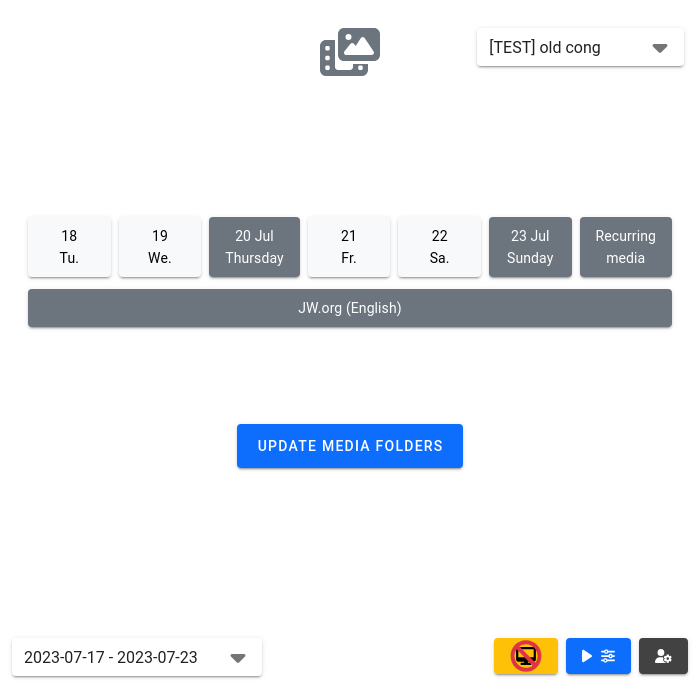 [TEST] old cong
18
Tu.
19
We.
20 Jul
Thursday
21
Fr.
22
Sa.
23 Jul
Sunday
Recurring
media
JW.org (English)
UPDATE MEDIA FOLDERS
2023-07-17 - 2023-07-23